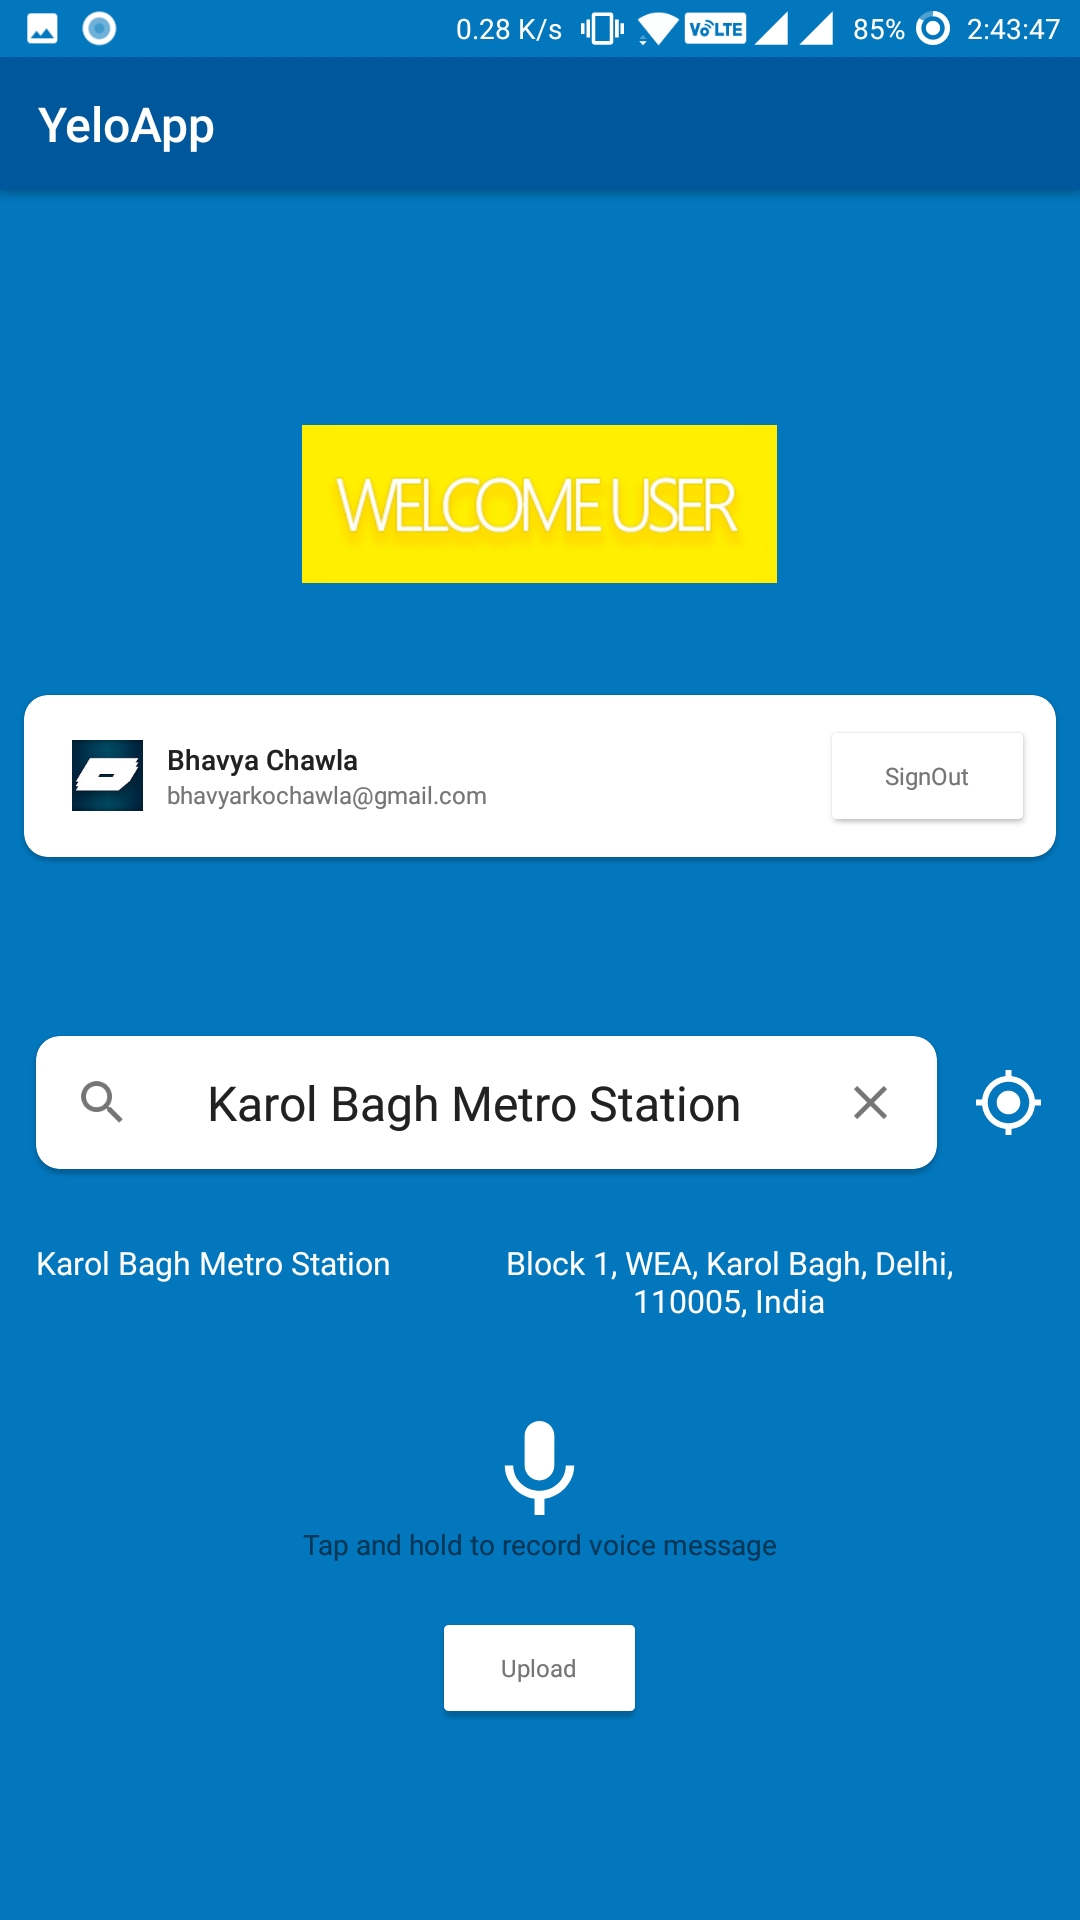 0.28 K/s VoLTE 85% 2:43:47
YeloApp
WELCOME USER
Bhavya Chawla
bhavyarkochawla@gmail.com
SignOut
Karol Bagh Metro Station
Karol Bagh Metro Station
Block 1, WEA, Karol Bagh, Delhi,
110005, India
Tap and hold to record voice message
Upload